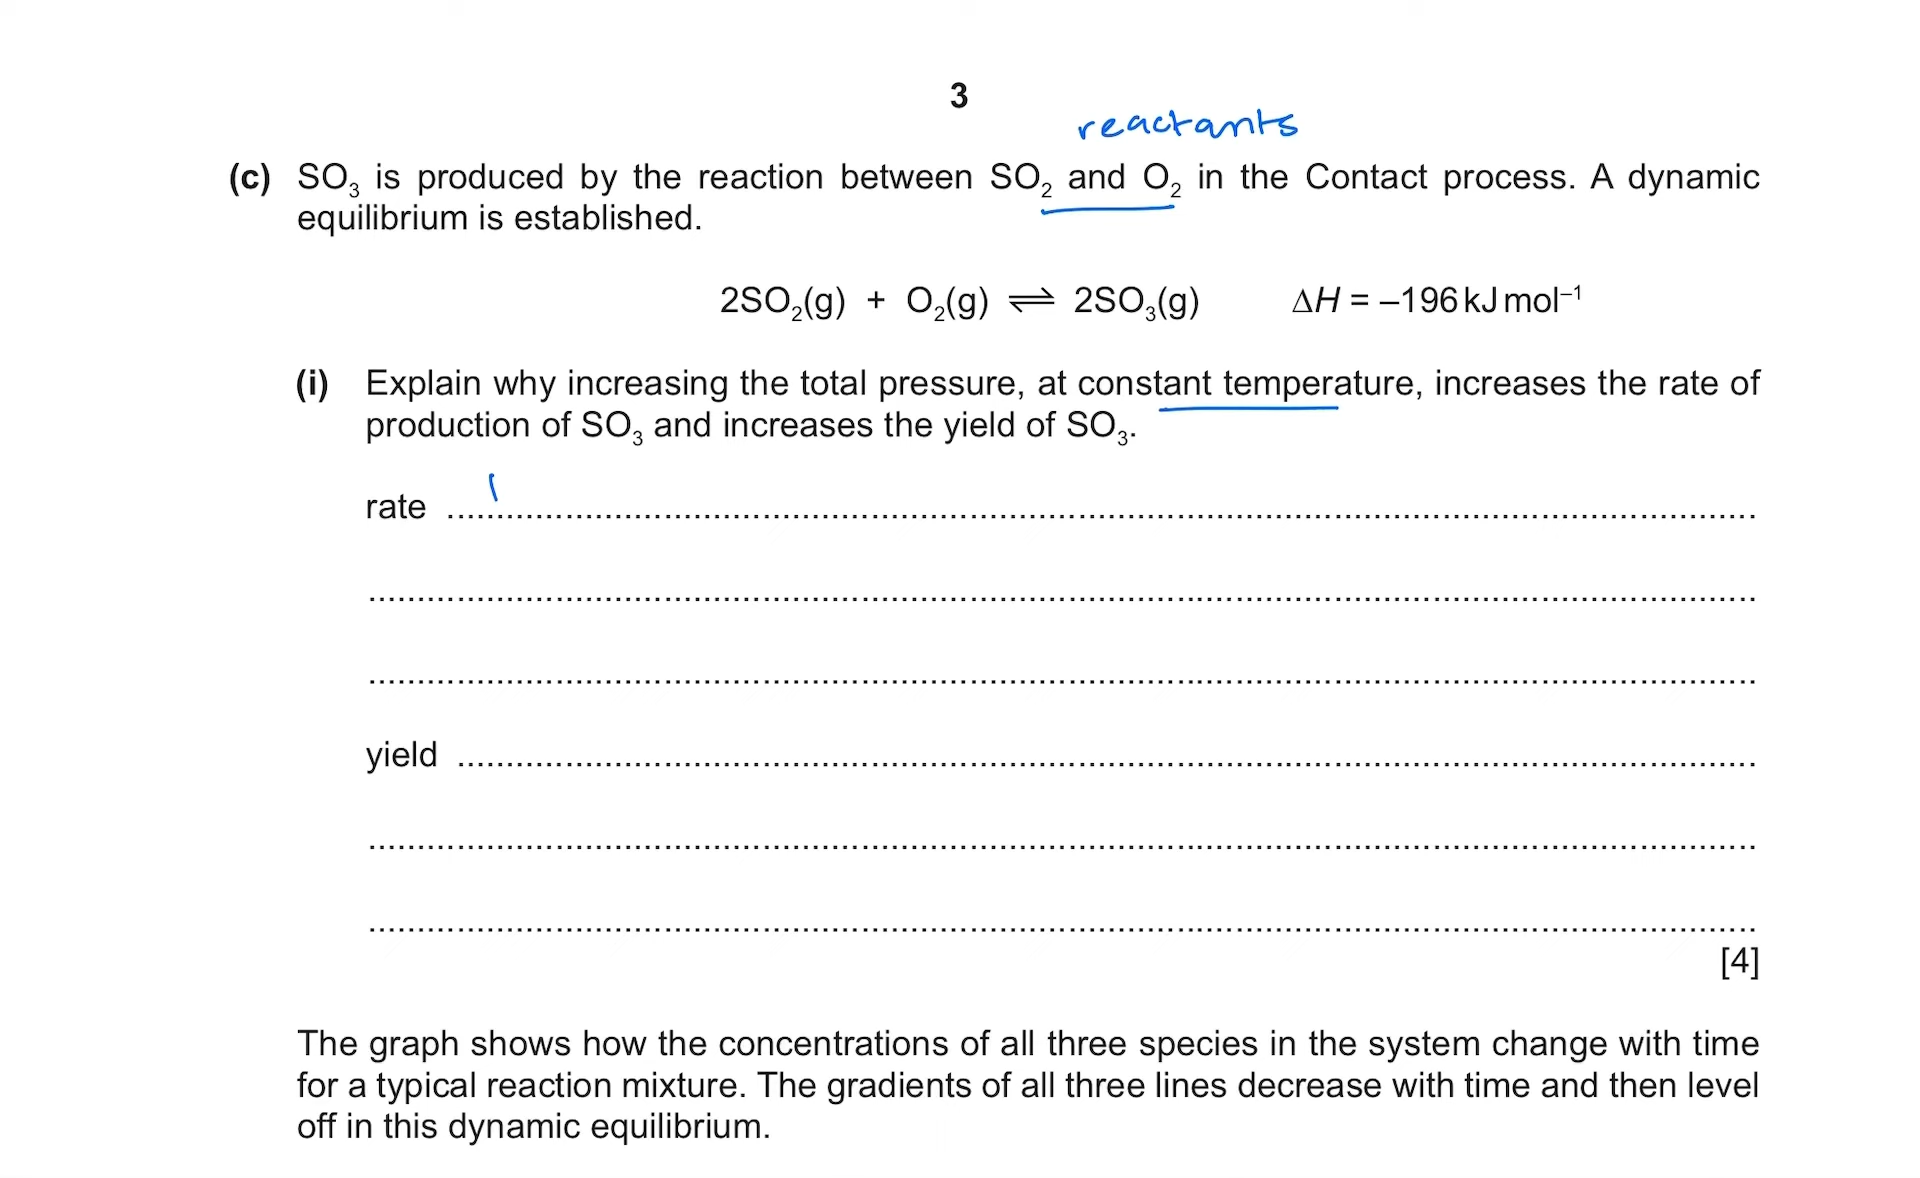 3
reactants
(c) SO₃ is produced by the reaction between SO₂ and O₂ in the Contact process. A dynamic
equilibrium is established.
2SO₂(g) + O₂(g) ⇌ 2SO₃(g) ΔH = –196 kJ mol⁻¹
(i) Explain why increasing the total pressure, at constant temperature, increases the rate of
production of SO₃ and increases the yield of SO₃.
rate ................................................................
................................................................
................................................................
yield ................................................................
................................................................
................................................................
[4]
The graph shows how the concentrations of all three species in the system change with time
for a typical reaction mixture. The gradients of all three lines decrease with time and then level
off in this dynamic equilibrium.